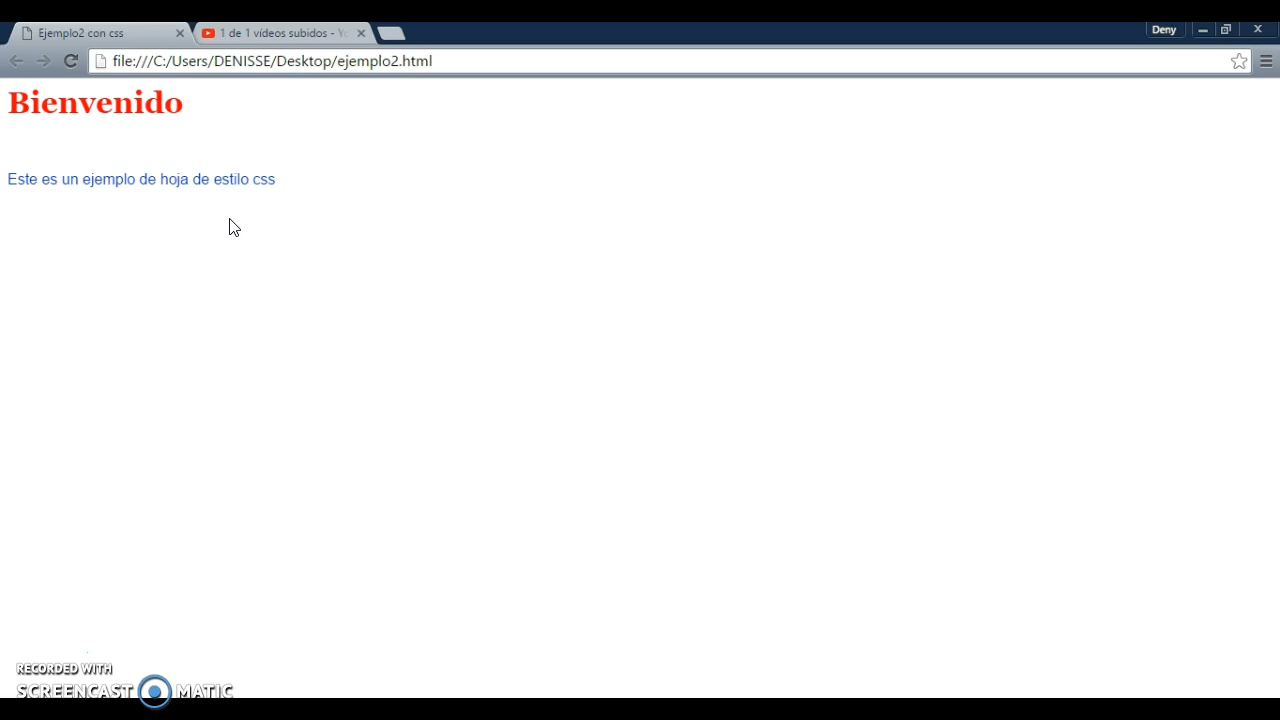 Ejemplo2 con css
1 de 1 vídeos subidos - Yo
Deny
file:///C:/Users/DENISSE/Desktop/ejemplo2.html
Bienvenido
Este es un ejemplo de hoja de estilo css
RECORDED WITH
SCREENCAST MATIC